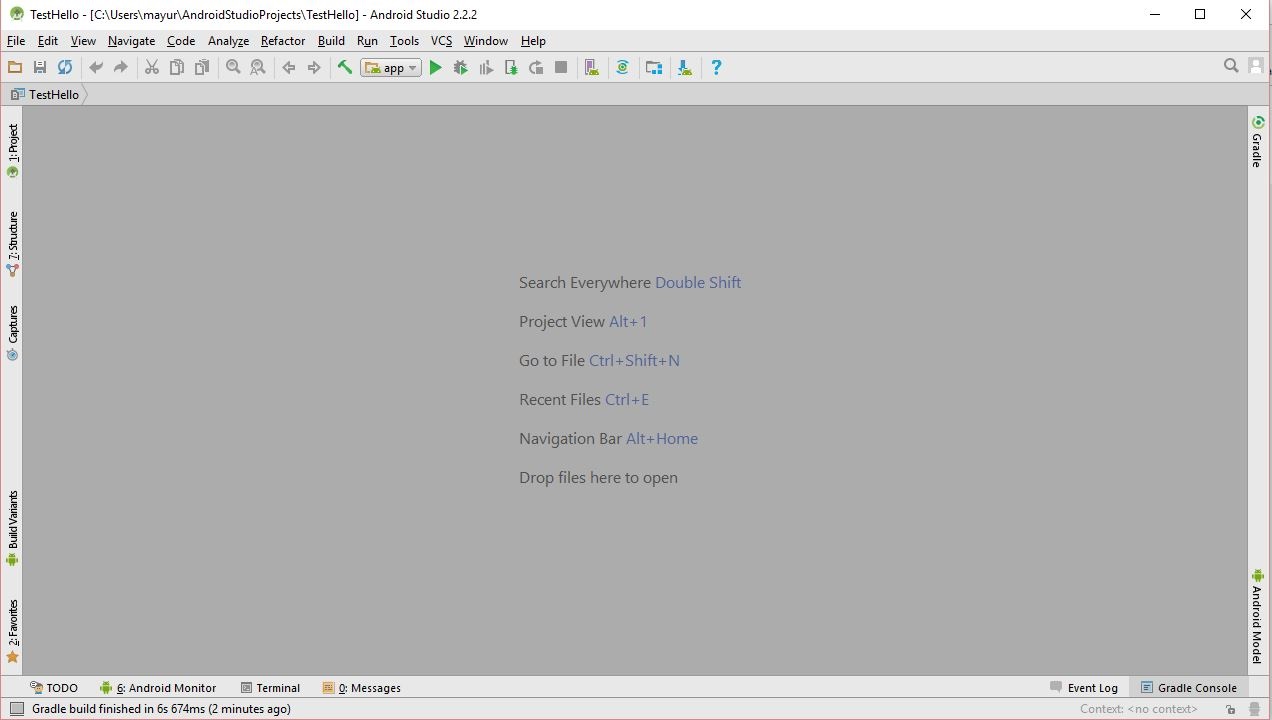 TestHello - [C:\Users\mayur\AndroidStudioProjects\TestHello] - Android Studio 2.2.2
File Edit View Navigate Code Analyze Refactor Build Run Tools VCS Window Help
app
TestHello
1: Project
7: Structure
Captures
Build Variants
2: Favorites
Search Everywhere Double Shift
Project View Alt+1
Go to File Ctrl+Shift+N
Recent Files Ctrl+E
Navigation Bar Alt+Home
Drop files here to open
Gradle
Android Model
TODO 6: Android Monitor Terminal 0: Messages Event Log Gradle Console
Gradle build finished in 6s 674ms (2 minutes ago) Context: <no context>